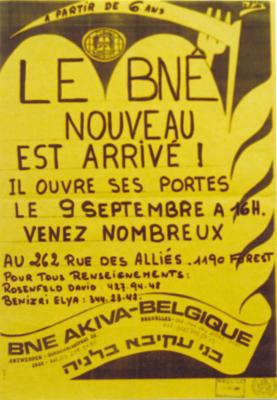 A PARTIR DE 6 ANS
LE BNÉ
NOUVEAU
EST ARRIVÉ !
IL OUVRE SES PORTES
LE 9 SEPTEMBRE A 16H.
VENEZ NOMBREUX
AU 262 RUE DES ALLIÉS. 1190 FOREST
POUR TOUS RENSEIGNEMENTS:
ROSENFELD DAVID 427.94.48
BENIZRI ELYA: 344.23.42.
BNE AKIVA-BELGIQUE
ANTWERPEN:
BRUXELLES:
בני עקיבא בלגיה